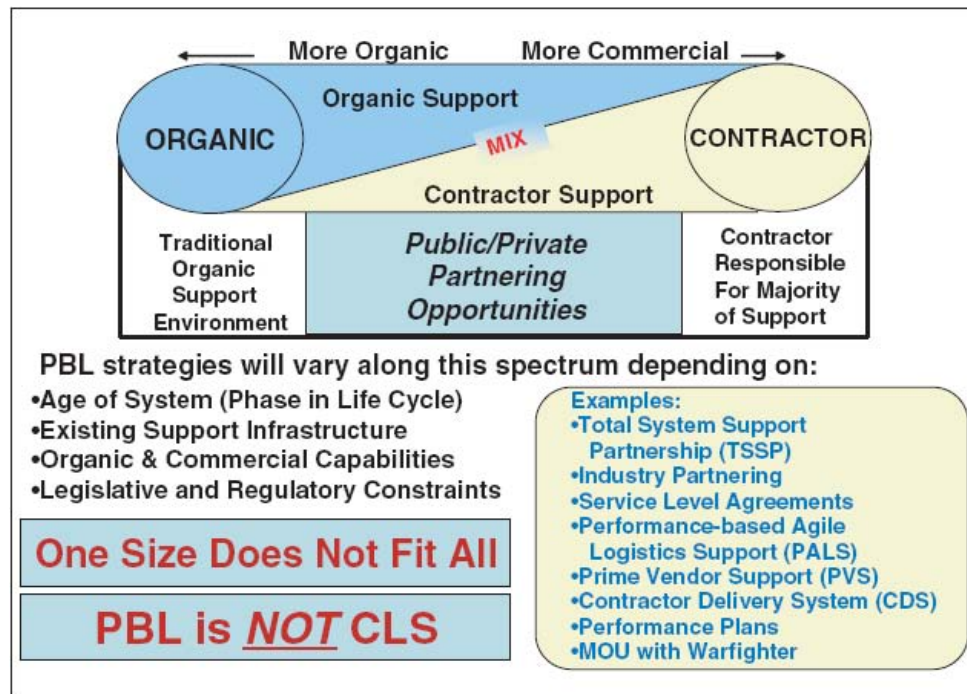 More Organic
More Commercial
Organic Support
ORGANIC
MIX
CONTRACTOR
Contractor Support
Traditional
Organic
Support
Environment
Public/Private
Partnering
Opportunities
Contractor
Responsible
For Majority
of Support
PBL strategies will vary along this spectrum depending on:
•Age of System (Phase in Life Cycle)
•Existing Support Infrastructure
•Organic & Commercial Capabilities
•Legislative and Regulatory Constraints
One Size Does Not Fit All
PBL is NOT CLS
Examples:
•Total System Support
Partnership (TSSP)
•Industry Partnering
•Service Level Agreements
•Performance-based Agile
Logistics Support (PALS)
•Prime Vendor Support (PVS)
•Contractor Delivery System (CDS)
•Performance Plans
•MOU with Warfighter